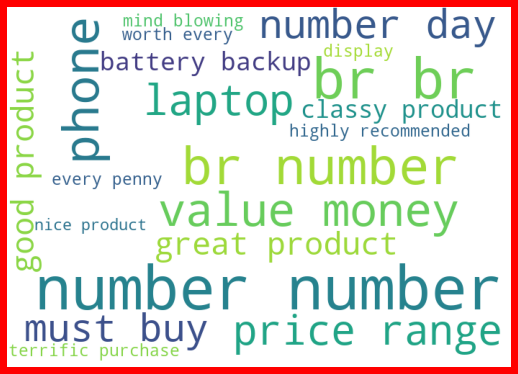 mind blowing
number day
worth every
phone
display
battery backup
br br
good product
laptop
classy product
highly recommended
br number
every penny
value money
nice product
great product
number number
must buy
price range
terrific purchase